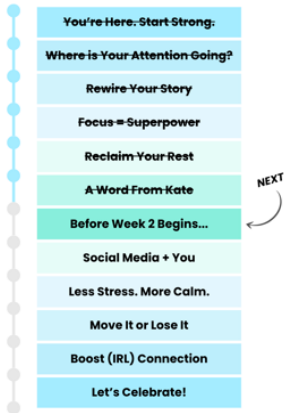 You're Here. Start Strong.
Where is Your Attention Going?
Rewire Your Story
Focus = Superpower
Reclaim Your Rest
A Word From Kate
NEXT
Before Week 2 Begins...
Social Media + You
Less Stress. More Calm.
Move It or Lose It
Boost (IRL) Connection
Let's Celebrate!